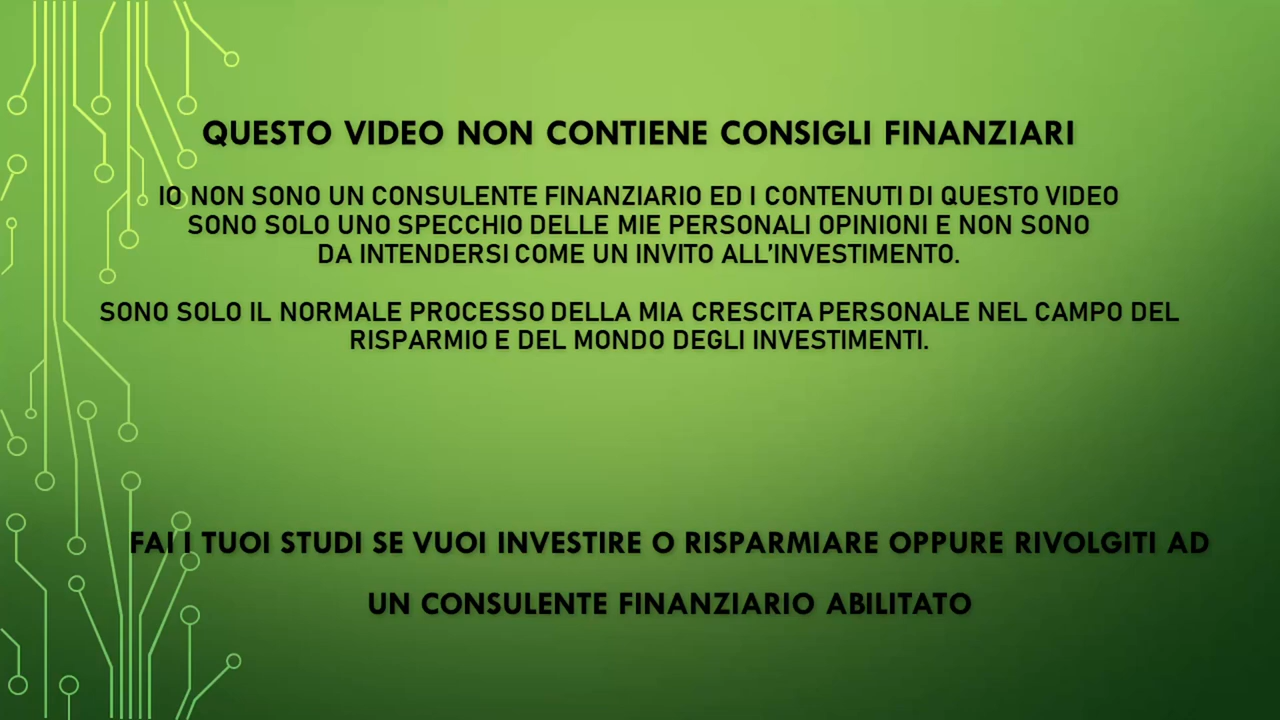 QUESTO VIDEO NON CONTIENE CONSIGLI FINANZIARI
IO NON SONO UN CONSULENTE FINANZIARIO ED I CONTENUTI DI QUESTO VIDEO
SONO SOLO UNO SPECCHIO DELLE MIE PERSONALI OPINIONI E NON SONO
DA INTENDERSI COME UN INVITO ALL'INVESTIMENTO.
SONO SOLO IL NORMALE PROCESSO DELLA MIA CRESCITA PERSONALE NEL CAMPO DEL
RISPARMIO E DEL MONDO DEGLI INVESTIMENTI.
FAI I TUOI STUDI SE VUOI INVESTIRE O RISPARMIARE OPPURE RIVOLGITI AD
UN CONSULENTE FINANZIARIO ABILITATO